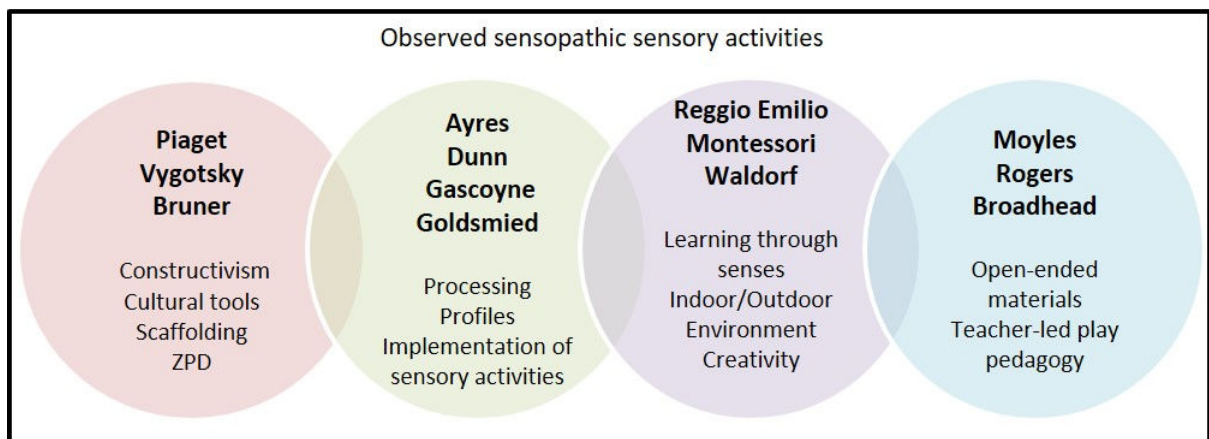 Observed sensopathic sensory activities
Piaget
Vygotsky
Bruner
Constructivism
Cultural tools
Scaffolding
ZPD
Ayres
Dunn
Gascoyne
Goldsmied
Processing
Profiles
Implementation of
sensory activities
Reggio Emilio
Montessori
Waldorf
Learning through
senses
Indoor/Outdoor
Environment
Creativity
Moyles
Rogers
Broadhead
Open-ended
materials
Teacher-led play
pedagogy